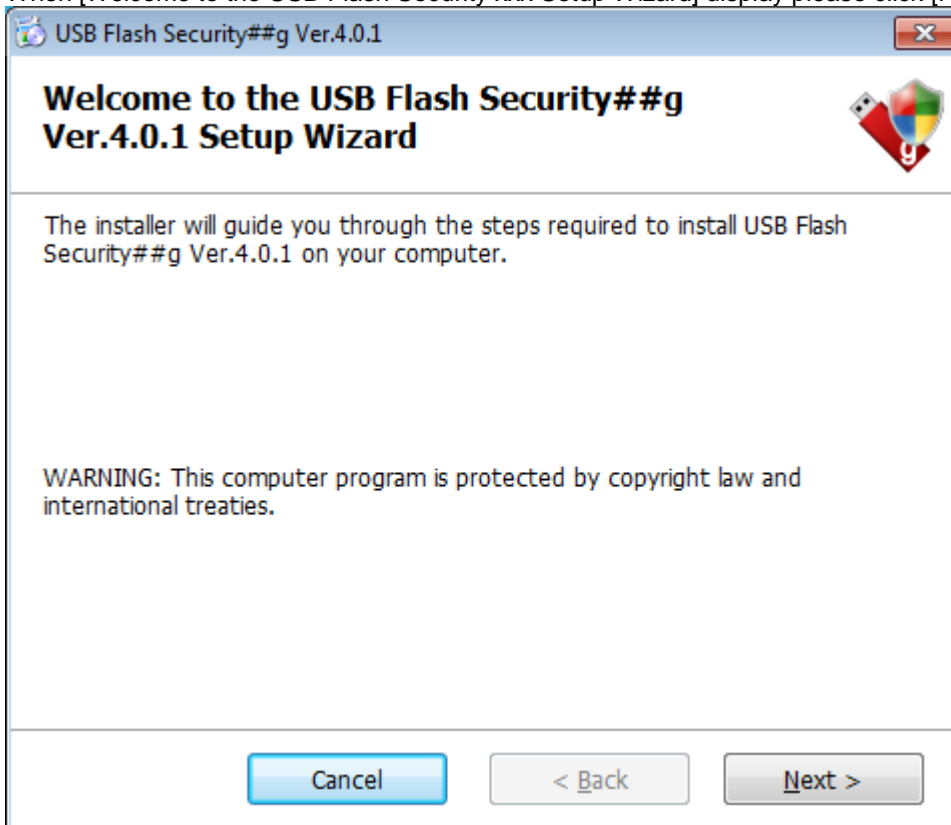 USB Flash Security##g Ver.4.0.1
Welcome to the USB Flash Security##g
Ver.4.0.1 Setup Wizard
g
The installer will guide you through the steps required to install USB Flash
Security##g Ver.4.0.1 on your computer.
WARNING: This computer program is protected by copyright law and
international treaties.
Cancel
< Back
Next >